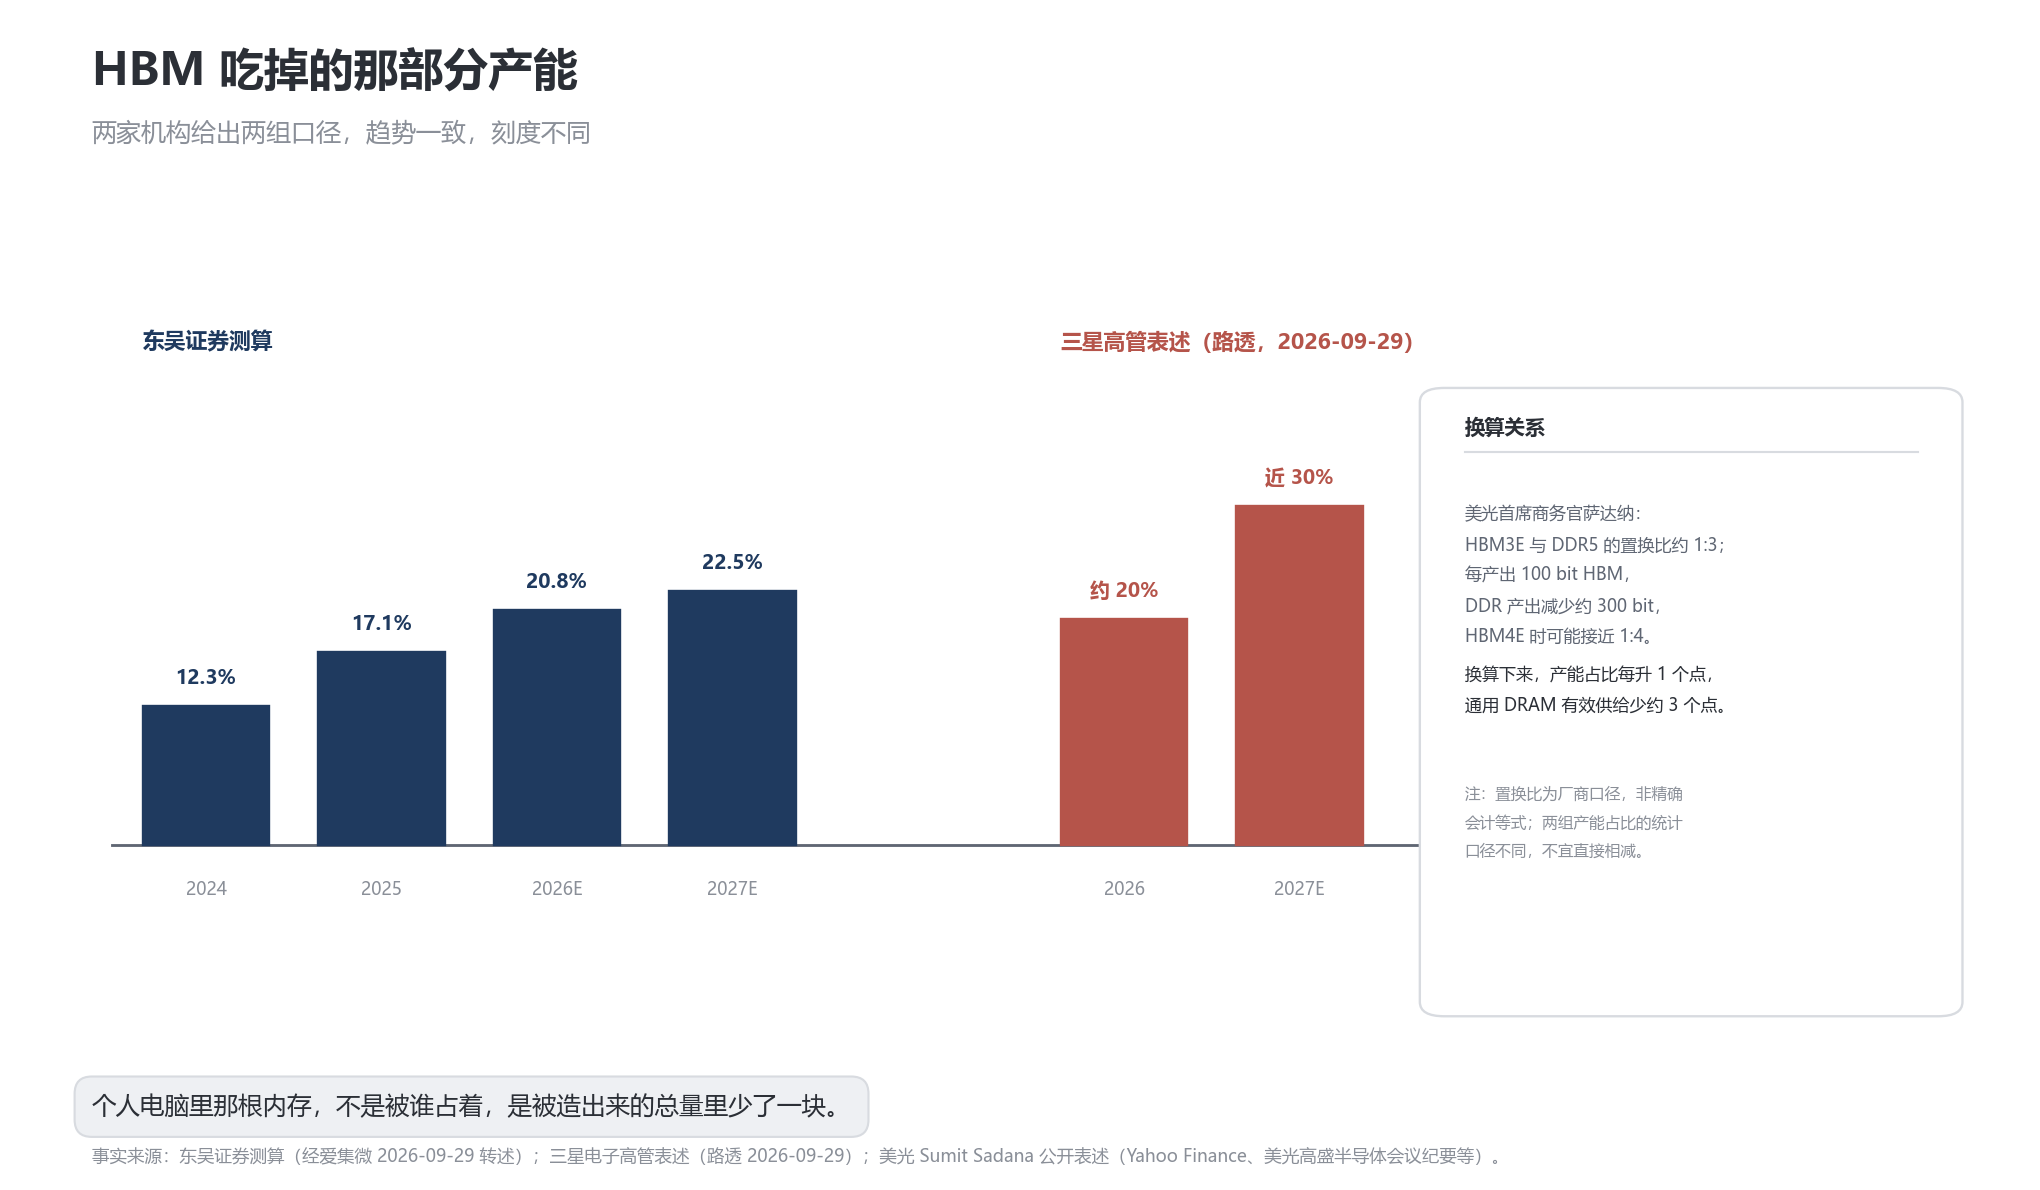 HBM 吃掉的那部分产能
两家机构给出两组口径，趋势一致，刻度不同
东吴证券测算
12.3%
17.1%
20.8%
22.5%
2024
2025
2026E
2027E
三星高管表述（路透，2026-09-29）
约 20%
近 30%
2026
2027E
换算关系
美光首席商务官萨达纳：
HBM3E 与 DDR5 的置换比约 1:3；
每产出 100 bit HBM，
DDR 产出减少约 300 bit，
HBM4E 时可能接近 1:4。
换算下来，产能占比每升 1 个点，
通用 DRAM 有效供给少约 3 个点。
注：置换比为厂商口径，非精确
会计等式；两组产能占比的统计
口径不同，不宜直接相减。
个人电脑里那根内存，不是被谁占着，是被造出来的总量里少了一块。
事实来源：东吴证券测算（经爱集微 2026-09-29 转述）；三星电子高管表述（路透 2026-09-29）；美光 Sumit Sadana 公开表述（Yahoo Finance、美光高盛半导体会议纪要等）。